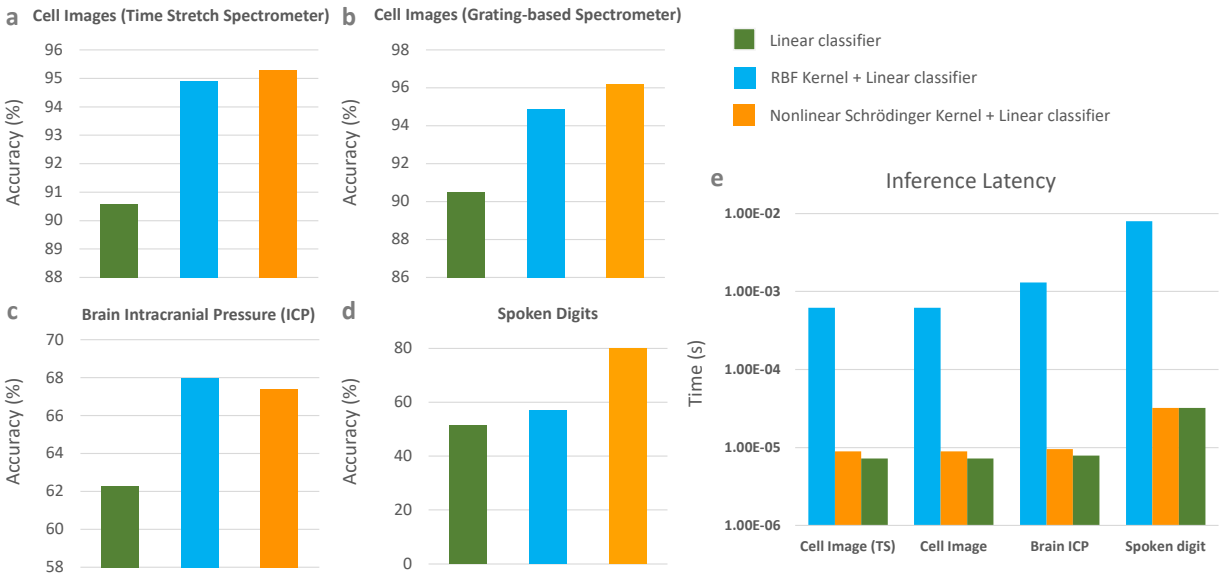 a
Cell Images (Time Stretch Spectrometer)
Accuracy (%)
96
95
94
93
92
91
90
89
88
b
Cell Images (Grating-based Spectrometer)
Accuracy (%)
98
96
94
92
90
88
86
Linear classifier
RBF Kernel + Linear classifier
Nonlinear Schrödinger Kernel + Linear classifier
c
Brain Intracranial Pressure (ICP)
Accuracy (%)
70
68
66
64
62
60
58
d
Spoken Digits
Accuracy (%)
80
60
40
20
0
e
Inference Latency
Time (s)
1.00E-02
1.00E-03
1.00E-04
1.00E-05
1.00E-06
Cell Image (TS)
Cell Image
Brain ICP
Spoken digit